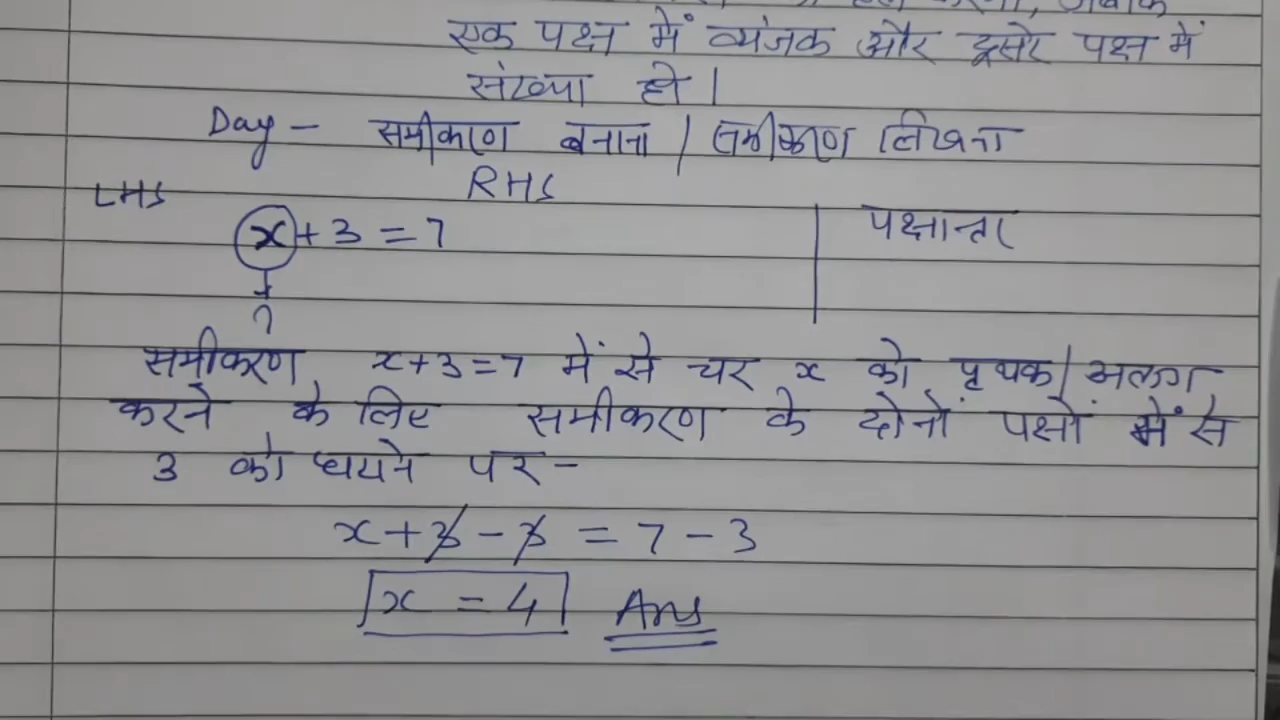 एक पक्ष में व्यंजक और दूसरे पक्ष में
संख्या हो।
Day – समीकरण बनाना / समीकरण लिखना
LHS RHS
x + 3 = 7 पक्षान्तर
?
समीकरण x+3=7 में से चर x को पृथक/अलग
करने के लिए समीकरण के दोनों पक्षों में से
3 को घटाने पर –
x + 3 – 3 = 7 – 3
x = 4 Ans